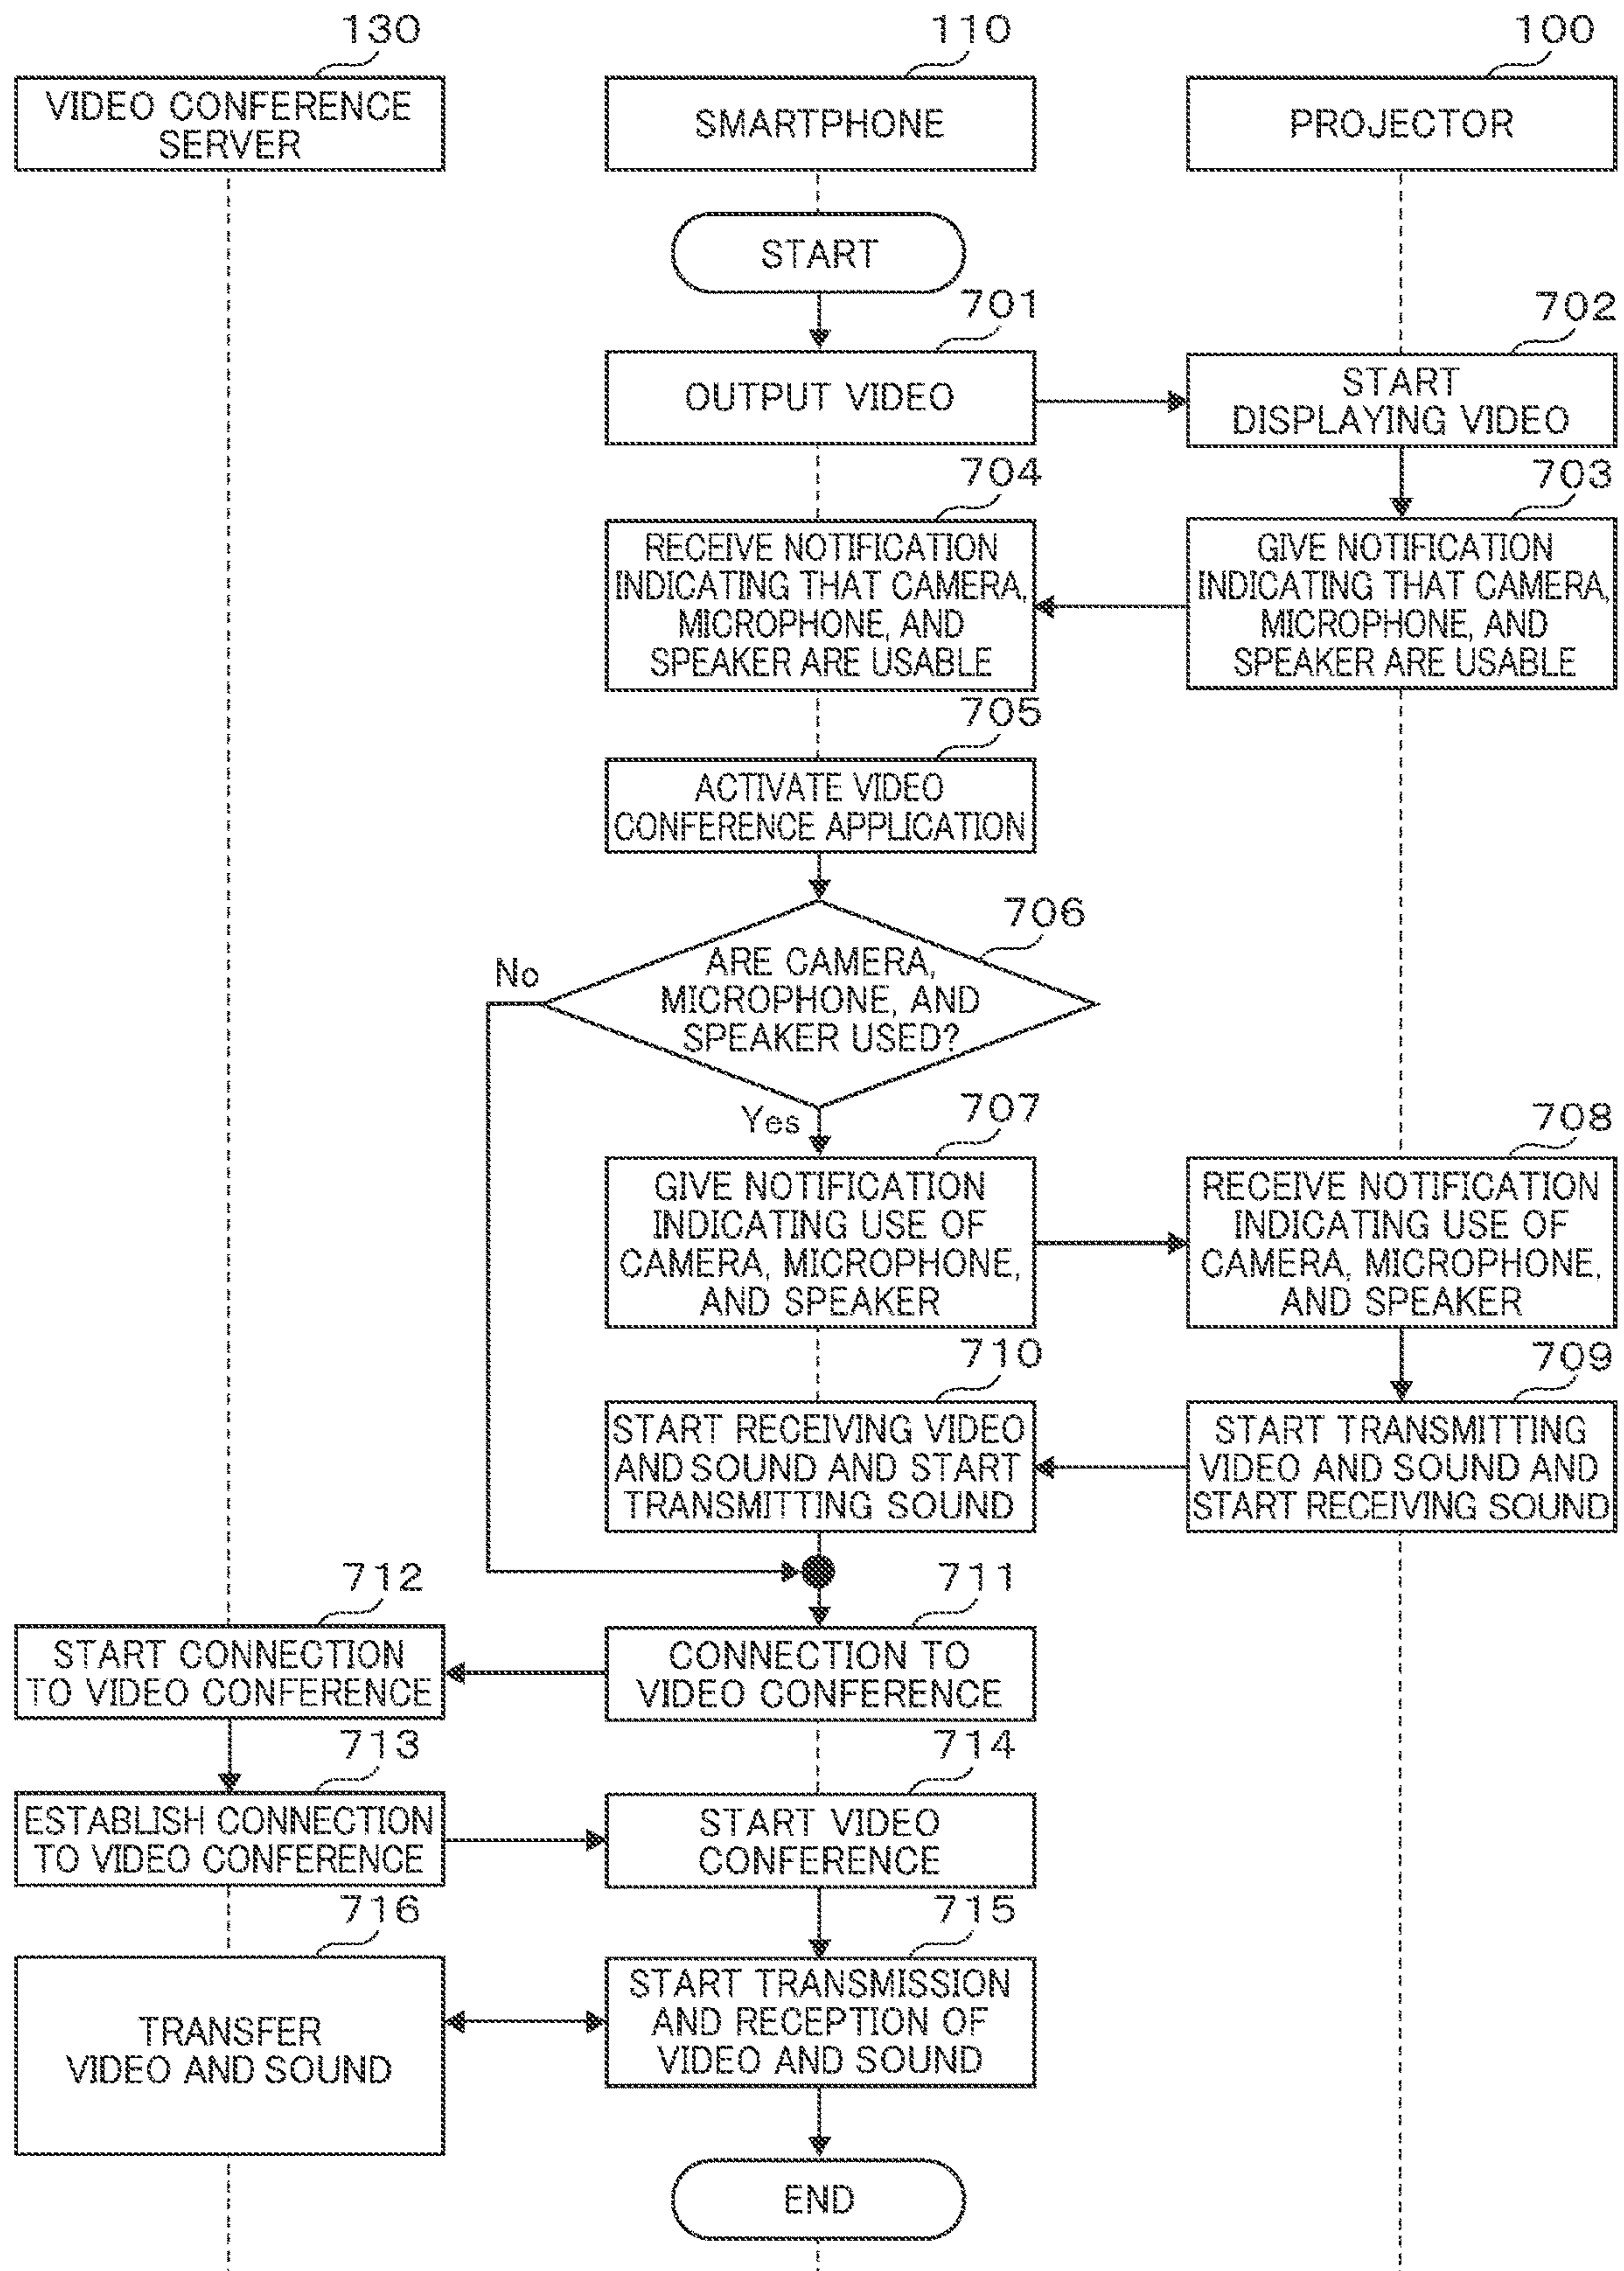 130
110
100
VIDEO CONFERENCE
SERVER
SMARTPHONE
PROJECTOR
START
701
702
OUTPUT VIDEO
START
DISPLAYING VIDEO
704
703
RECEIVE NOTIFICATION
INDICATING THAT CAMERA,
MICROPHONE, AND
SPEAKER ARE USABLE
GIVE NOTIFICATION
INDICATING THAT CAMERA,
MICROPHONE, AND
SPEAKER ARE USABLE
705
ACTIVATE VIDEO
CONFERENCE APPLICATION
706
No
ARE CAMERA,
MICROPHONE, AND
SPEAKER USED?
Yes
707
708
GIVE NOTIFICATION
INDICATING USE OF
CAMERA, MICROPHONE,
AND SPEAKER
RECEIVE NOTIFICATION
INDICATING USE OF
CAMERA, MICROPHONE,
AND SPEAKER
710
709
START RECEIVING VIDEO
AND SOUND AND START
TRANSMITTING SOUND
START TRANSMITTING
VIDEO AND SOUND AND
START RECEIVING SOUND
712
711
START CONNECTION
TO VIDEO CONFERENCE
CONNECTION TO
VIDEO CONFERENCE
713
714
ESTABLISH CONNECTION
TO VIDEO CONFERENCE
START VIDEO
CONFERENCE
716
715
TRANSFER
VIDEO AND SOUND
START TRANSMISSION
AND RECEPTION OF
VIDEO AND SOUND
END